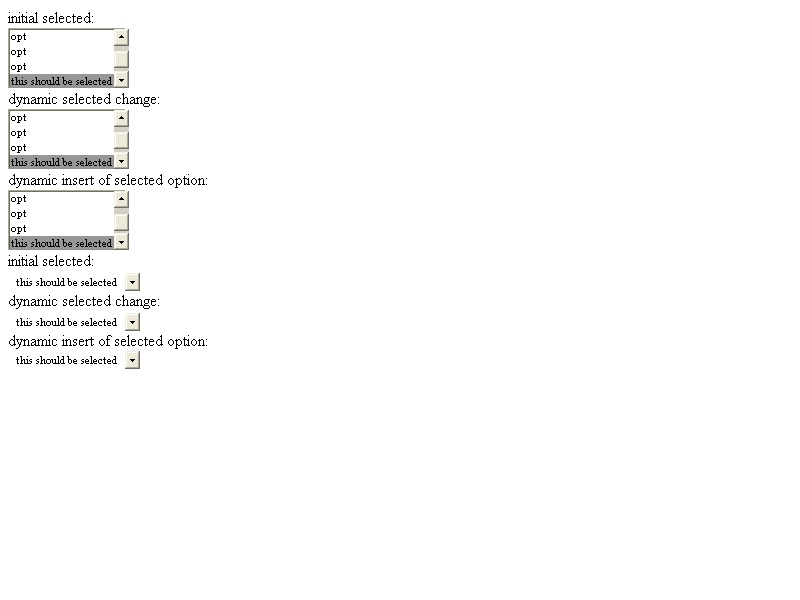 initial selected:
opt
opt
opt
this should be selected
dynamic selected change:
opt
opt
opt
this should be selected
dynamic insert of selected option:
opt
opt
opt
this should be selected
initial selected:
this should be selected
dynamic selected change:
this should be selected
dynamic insert of selected option:
this should be selected